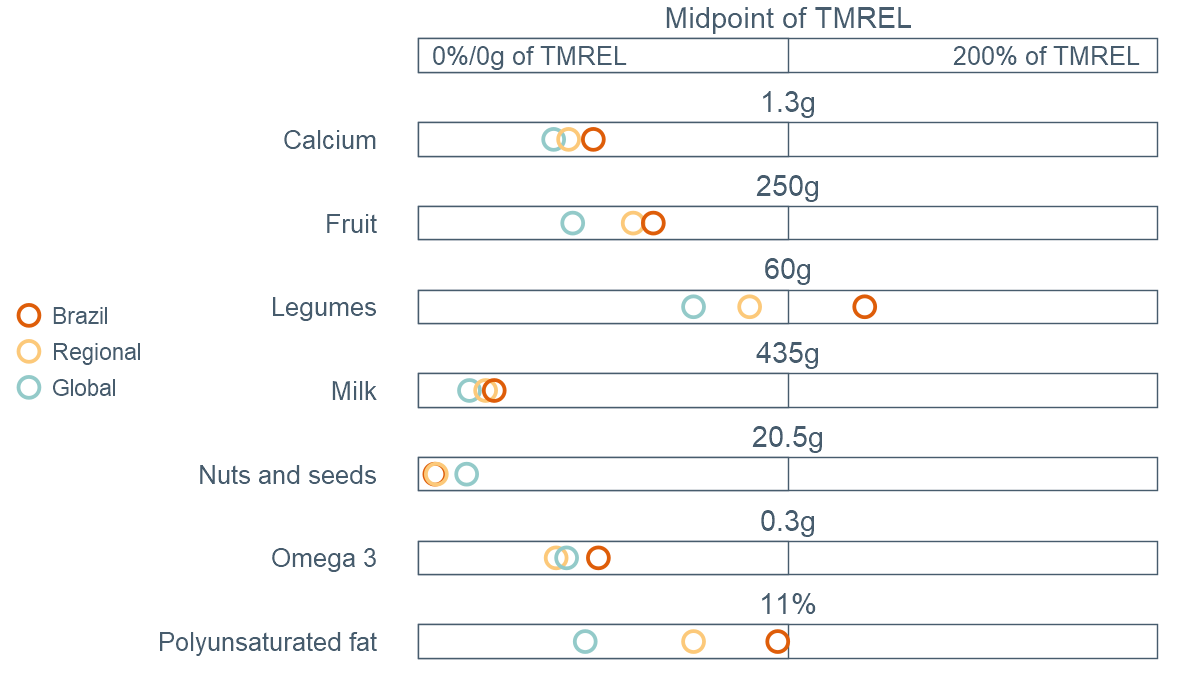 Midpoint of TMREL
0%/0g of TMREL
200% of TMREL
1.3g
Calcium
250g
Fruit
60g
Legumes
435g
Milk
20.5g
Nuts and seeds
0.3g
Omega 3
11%
Polyunsaturated fat
Brazil
Regional
Global